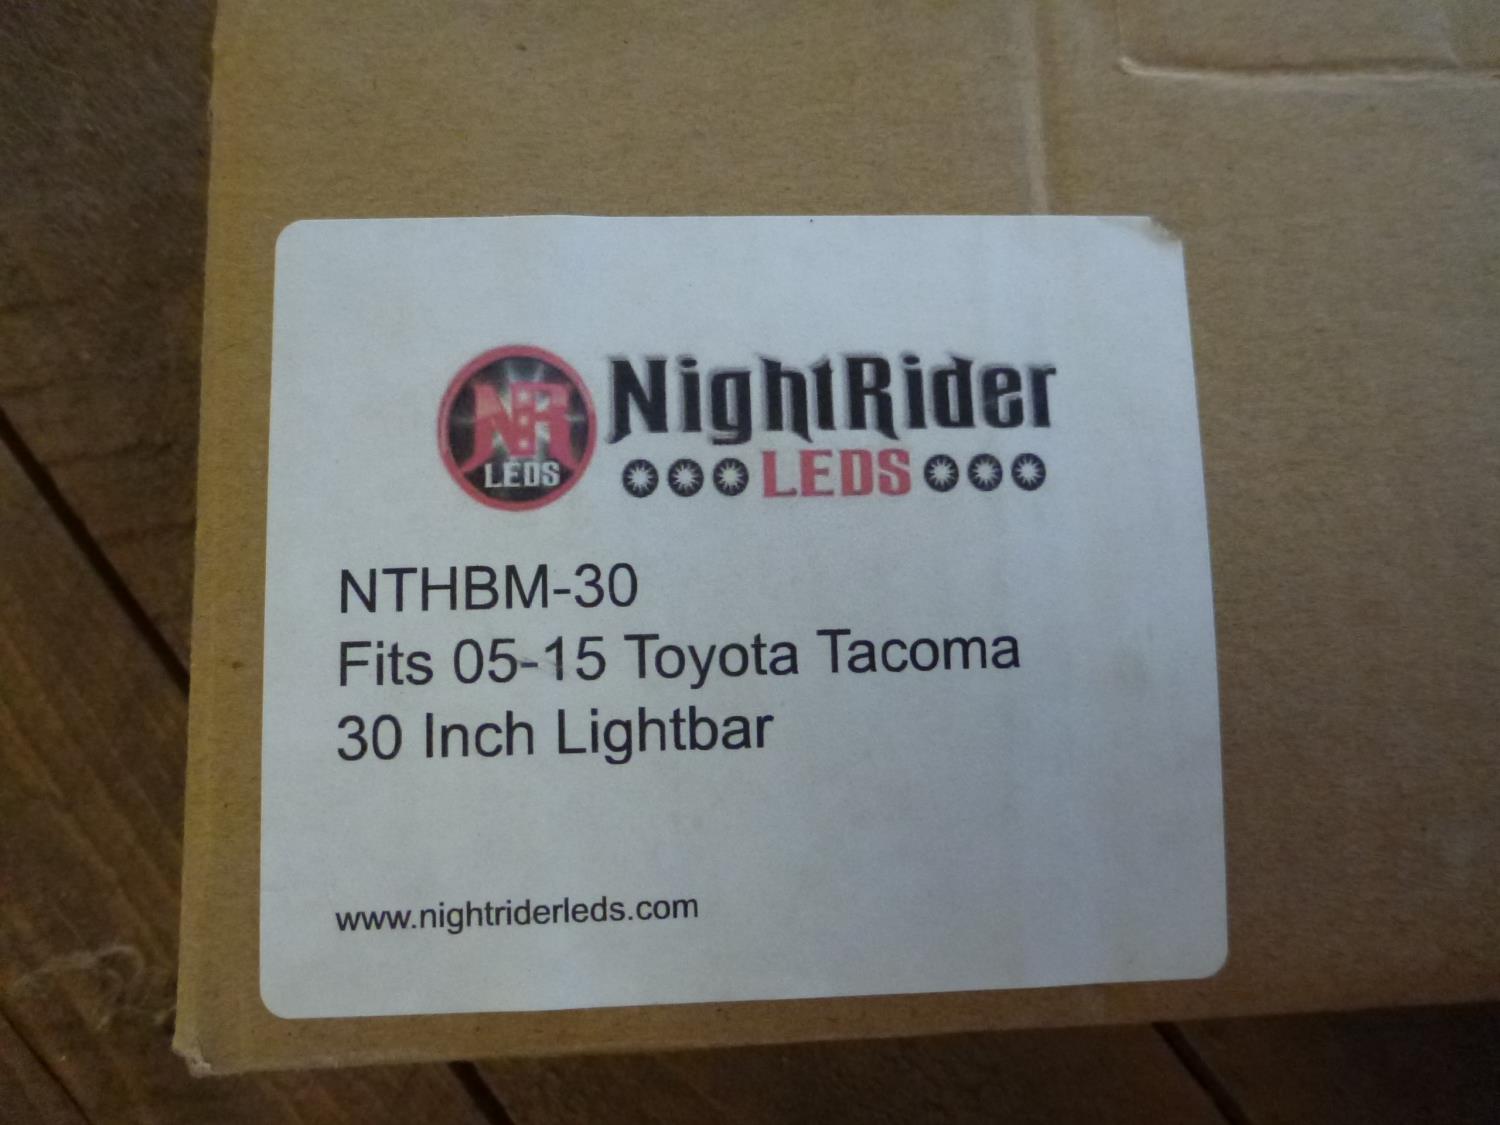 NR
LEDS
NightRider
LEDS
NTHBM-30
Fits 05-15 Toyota Tacoma
30 Inch Lightbar
www.nightriderleds.com